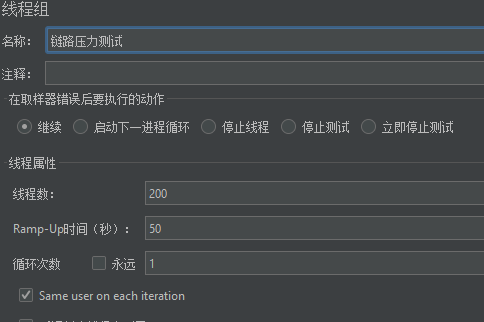 线程组
名称： 链路压力测试
注释：
在取样器错误后要执行的动作
继续 启动下一进程循环 停止线程 停止测试 立即停止测试
线程属性
线程数： 200
Ramp-Up时间（秒）： 50
循环次数 永远 1
Same user on each iteration